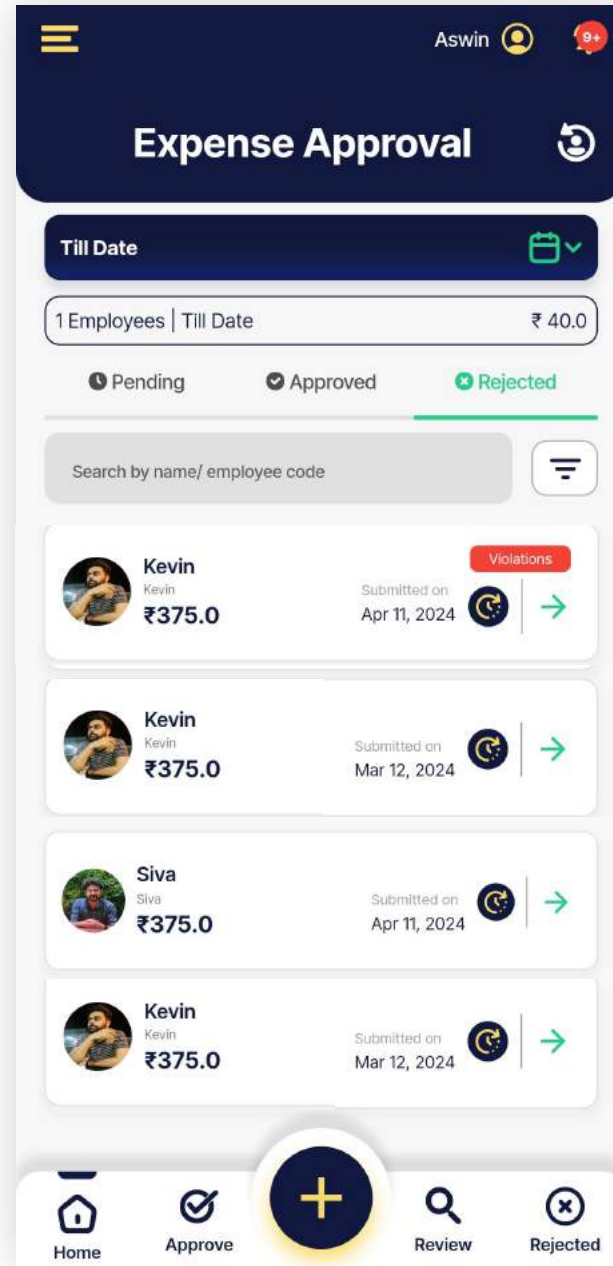 Aswin 9+
Expense Approval
Till Date
1 Employees | Till Date ₹ 40.0
Pending Approved Rejected
Search by name/ employee code
Violations
Kevin
Kevin
₹375.0
Submitted on
Apr 11, 2024
Kevin
Kevin
₹375.0
Submitted on
Mar 12, 2024
Siva
Siva
₹375.0
Submitted on
Apr 11, 2024
Kevin
Kevin
₹375.0
Submitted on
Mar 12, 2024
Home Approve Review Rejected